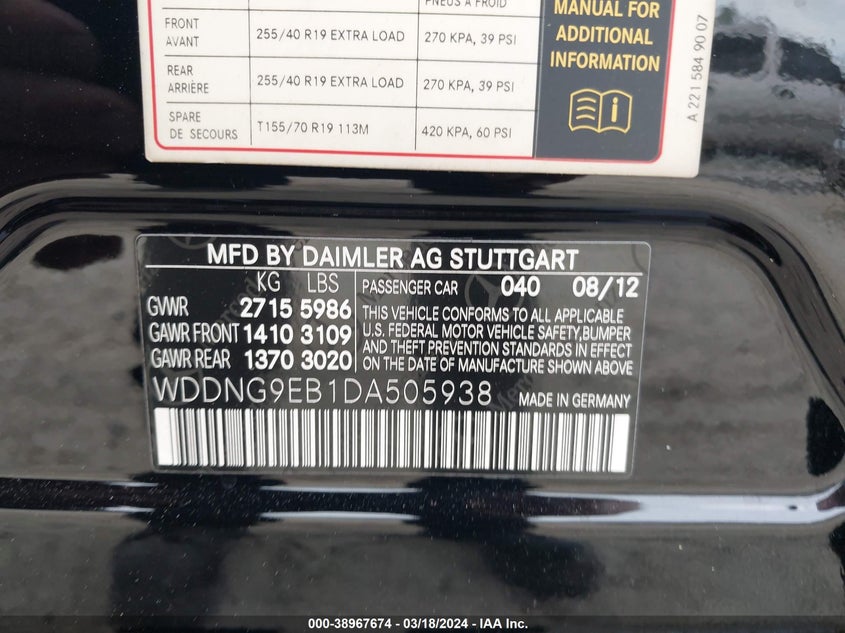 PNEUS À FROID
MANUAL FOR
ADDITIONAL
INFORMATION
FRONT
AVANT
255/40 R19 EXTRA LOAD
270 KPA, 39 PSI
REAR
ARRIÈRE
255/40 R19 EXTRA LOAD
270 KPA, 39 PSI
SPARE
DE SECOURS
T155/70 R19 113M
420 KPA, 60 PSI
A 221 584 90 07
MFD BY DAIMLER AG STUTTGART
KG LBS
GVWR 2715 5986
GAWR FRONT 1410 3109
GAWR REAR 1370 3020
PASSENGER CAR 040 08/12
THIS VEHICLE CONFORMS TO ALL APPLICABLE
U.S. FEDERAL MOTOR VEHICLE SAFETY,BUMPER
AND THEFT PREVENTION STANDARDS IN EFFECT
ON THE DATE OF MANUFACTURE SHOWN ABOVE
WDDNG9EB1DA505938
MADE IN GERMANY
000-38967674 - 03/18/2024 - IAA Inc.